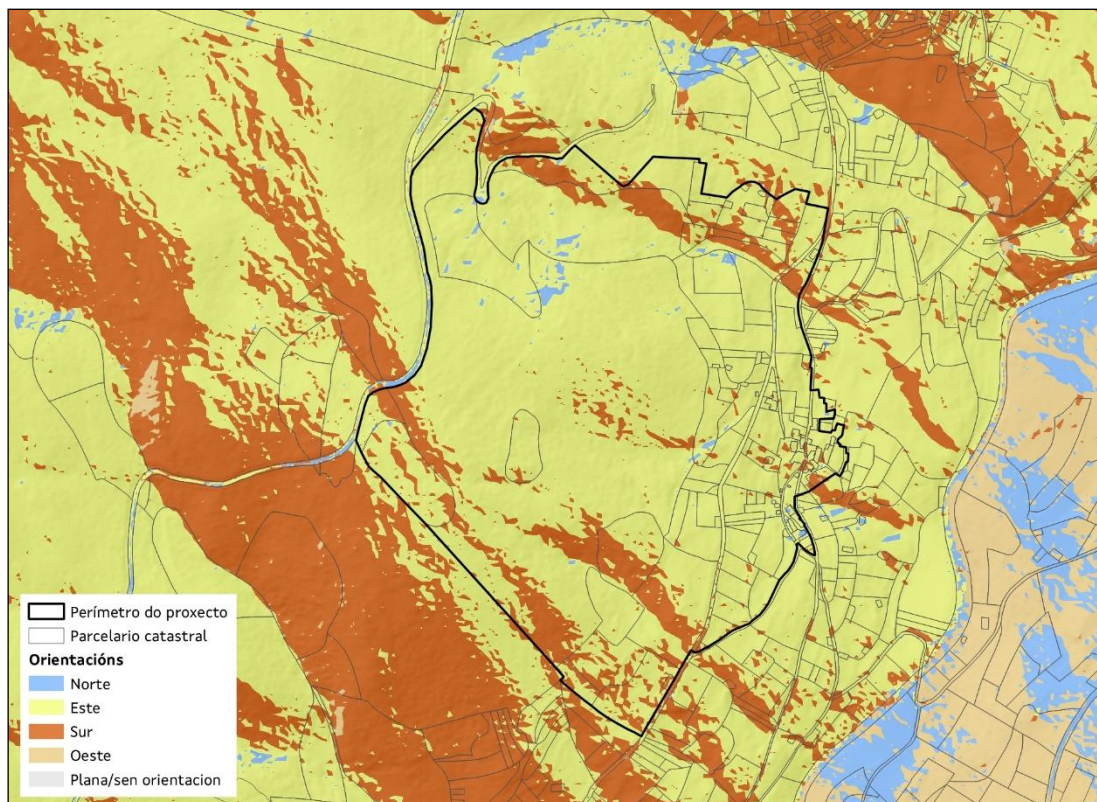 Perímetro do proxecto
Parcelario catastral
Orientacións
Norte
Este
Sur
Oeste
Plana/sen orientacion